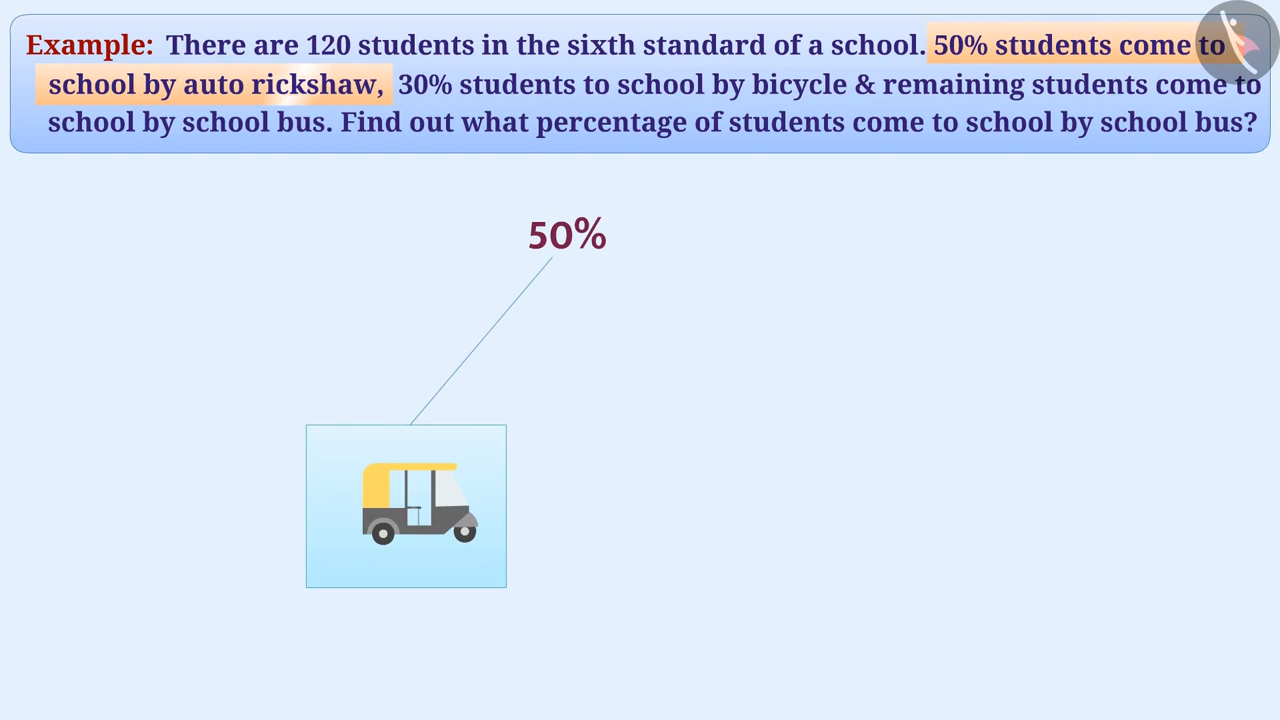 Example: There are 120 students in the sixth standard of a school. 50% students come to
school by auto rickshaw, 30% students to school by bicycle & remaining students come to
school by school bus. Find out what percentage of students come to school by school bus?
50%